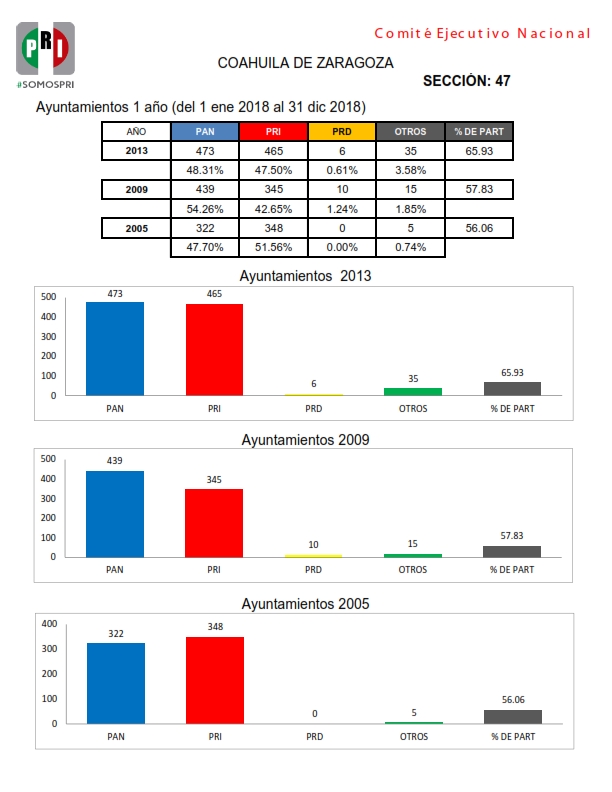 Comité Ejecutivo Nacional
PRI
#SOMOSPRI
COAHUILA DE ZARAGOZA
SECCIÓN: 47
Ayuntamientos 1 año (del 1 ene 2018 al 31 dic 2018)
AÑO PAN PRI PRD OTROS % DE PART
2013 473 465 6 35 65.93
48.31% 47.50% 0.61% 3.58%
2009 439 345 10 15 57.83
54.26% 42.65% 1.24% 1.85%
2005 322 348 0 5 56.06
47.70% 51.56% 0.00% 0.74%
Ayuntamientos 2013
500
400
300
200
100
0
473 465 6 35 65.93
PAN PRI PRD OTROS % DE PART
Ayuntamientos 2009
500
400
300
200
100
0
439 345 10 15 57.83
PAN PRI PRD OTROS % DE PART
Ayuntamientos 2005
400
300
200
100
0
322 348 0 5 56.06
PAN PRI PRD OTROS % DE PART